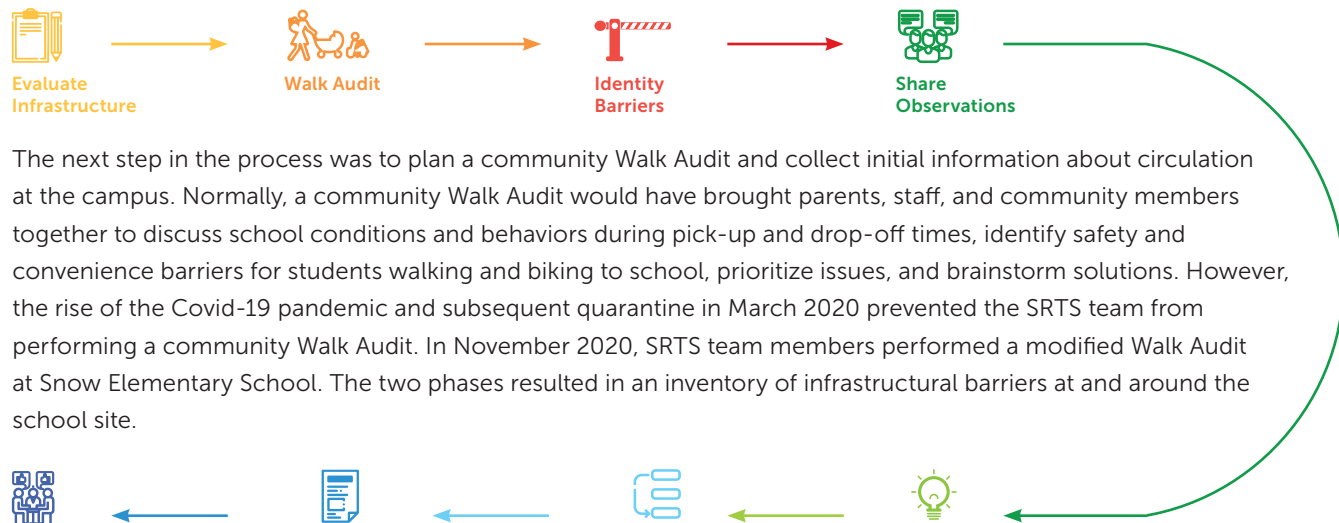 Evaluate
Infrastructure
Walk Audit
Identity
Barriers
Share
Observations
The next step in the process was to plan a community Walk Audit and collect initial information about circulation
at the campus. Normally, a community Walk Audit would have brought parents, staff, and community members
together to discuss school conditions and behaviors during pick-up and drop-off times, identify safety and
convenience barriers for students walking and biking to school, prioritize issues, and brainstorm solutions. However,
the rise of the Covid-19 pandemic and subsequent quarantine in March 2020 prevented the SRTS team from
performing a community Walk Audit. In November 2020, SRTS team members performed a modified Walk Audit
at Snow Elementary School. The two phases resulted in an inventory of infrastructural barriers at and around the
school site.